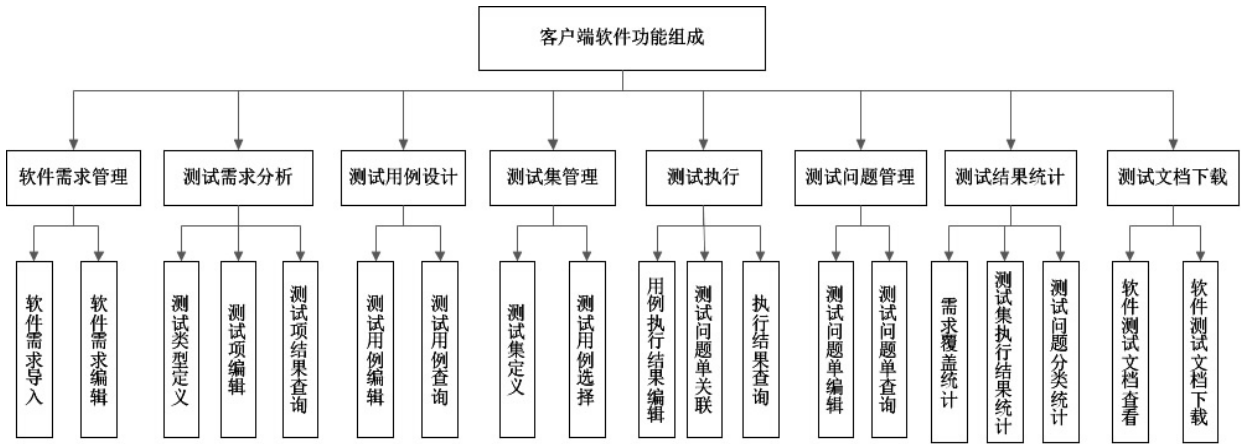 客户端软件功能组成
软件需求管理
测试需求分析
测试用例设计
测试集管理
测试执行
测试问题管理
测试结果统计
测试文档下载
软件需求导入
软件需求编辑
测试类型定义
测试项编辑
测试项结果查询
测试用例编辑
测试用例查询
测试集定义
测试用例选择
用例执行结果编辑
测试问题单关联
执行结果查询
测试问题单编辑
测试问题单查询
需求覆盖统计
测试集执行结果统计
测试问题分类统计
软件测试文档查看
软件测试文档下载